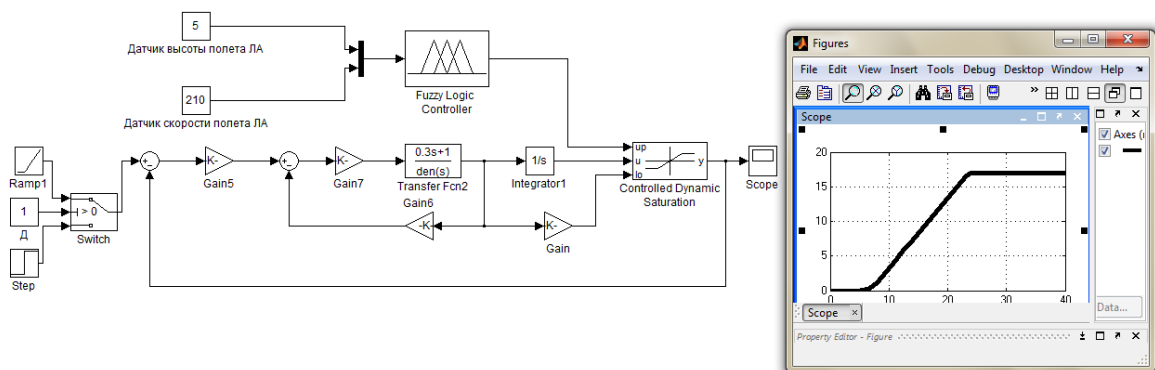 5
Датчик высоты полета ЛА
210
Датчик скорости полета ЛА
Fuzzy Logic
Controller
Ramp1
1
Д
> 0
Switch
Step
K-
Gain5
K-
Gain7
0.3s+1
den(s)
Transfer Fcn2
Gain6
-K
1/s
Integrator1
K-
Gain
up
u
lo
y
Controlled Dynamic
Saturation
Scope
Figures
File Edit View Insert Tools Debug Desktop Window Help
»
Scope
Axes (
20
15
10
5
0
0 10 20 30 40
Data...
Scope ×
Property Editor - Figure